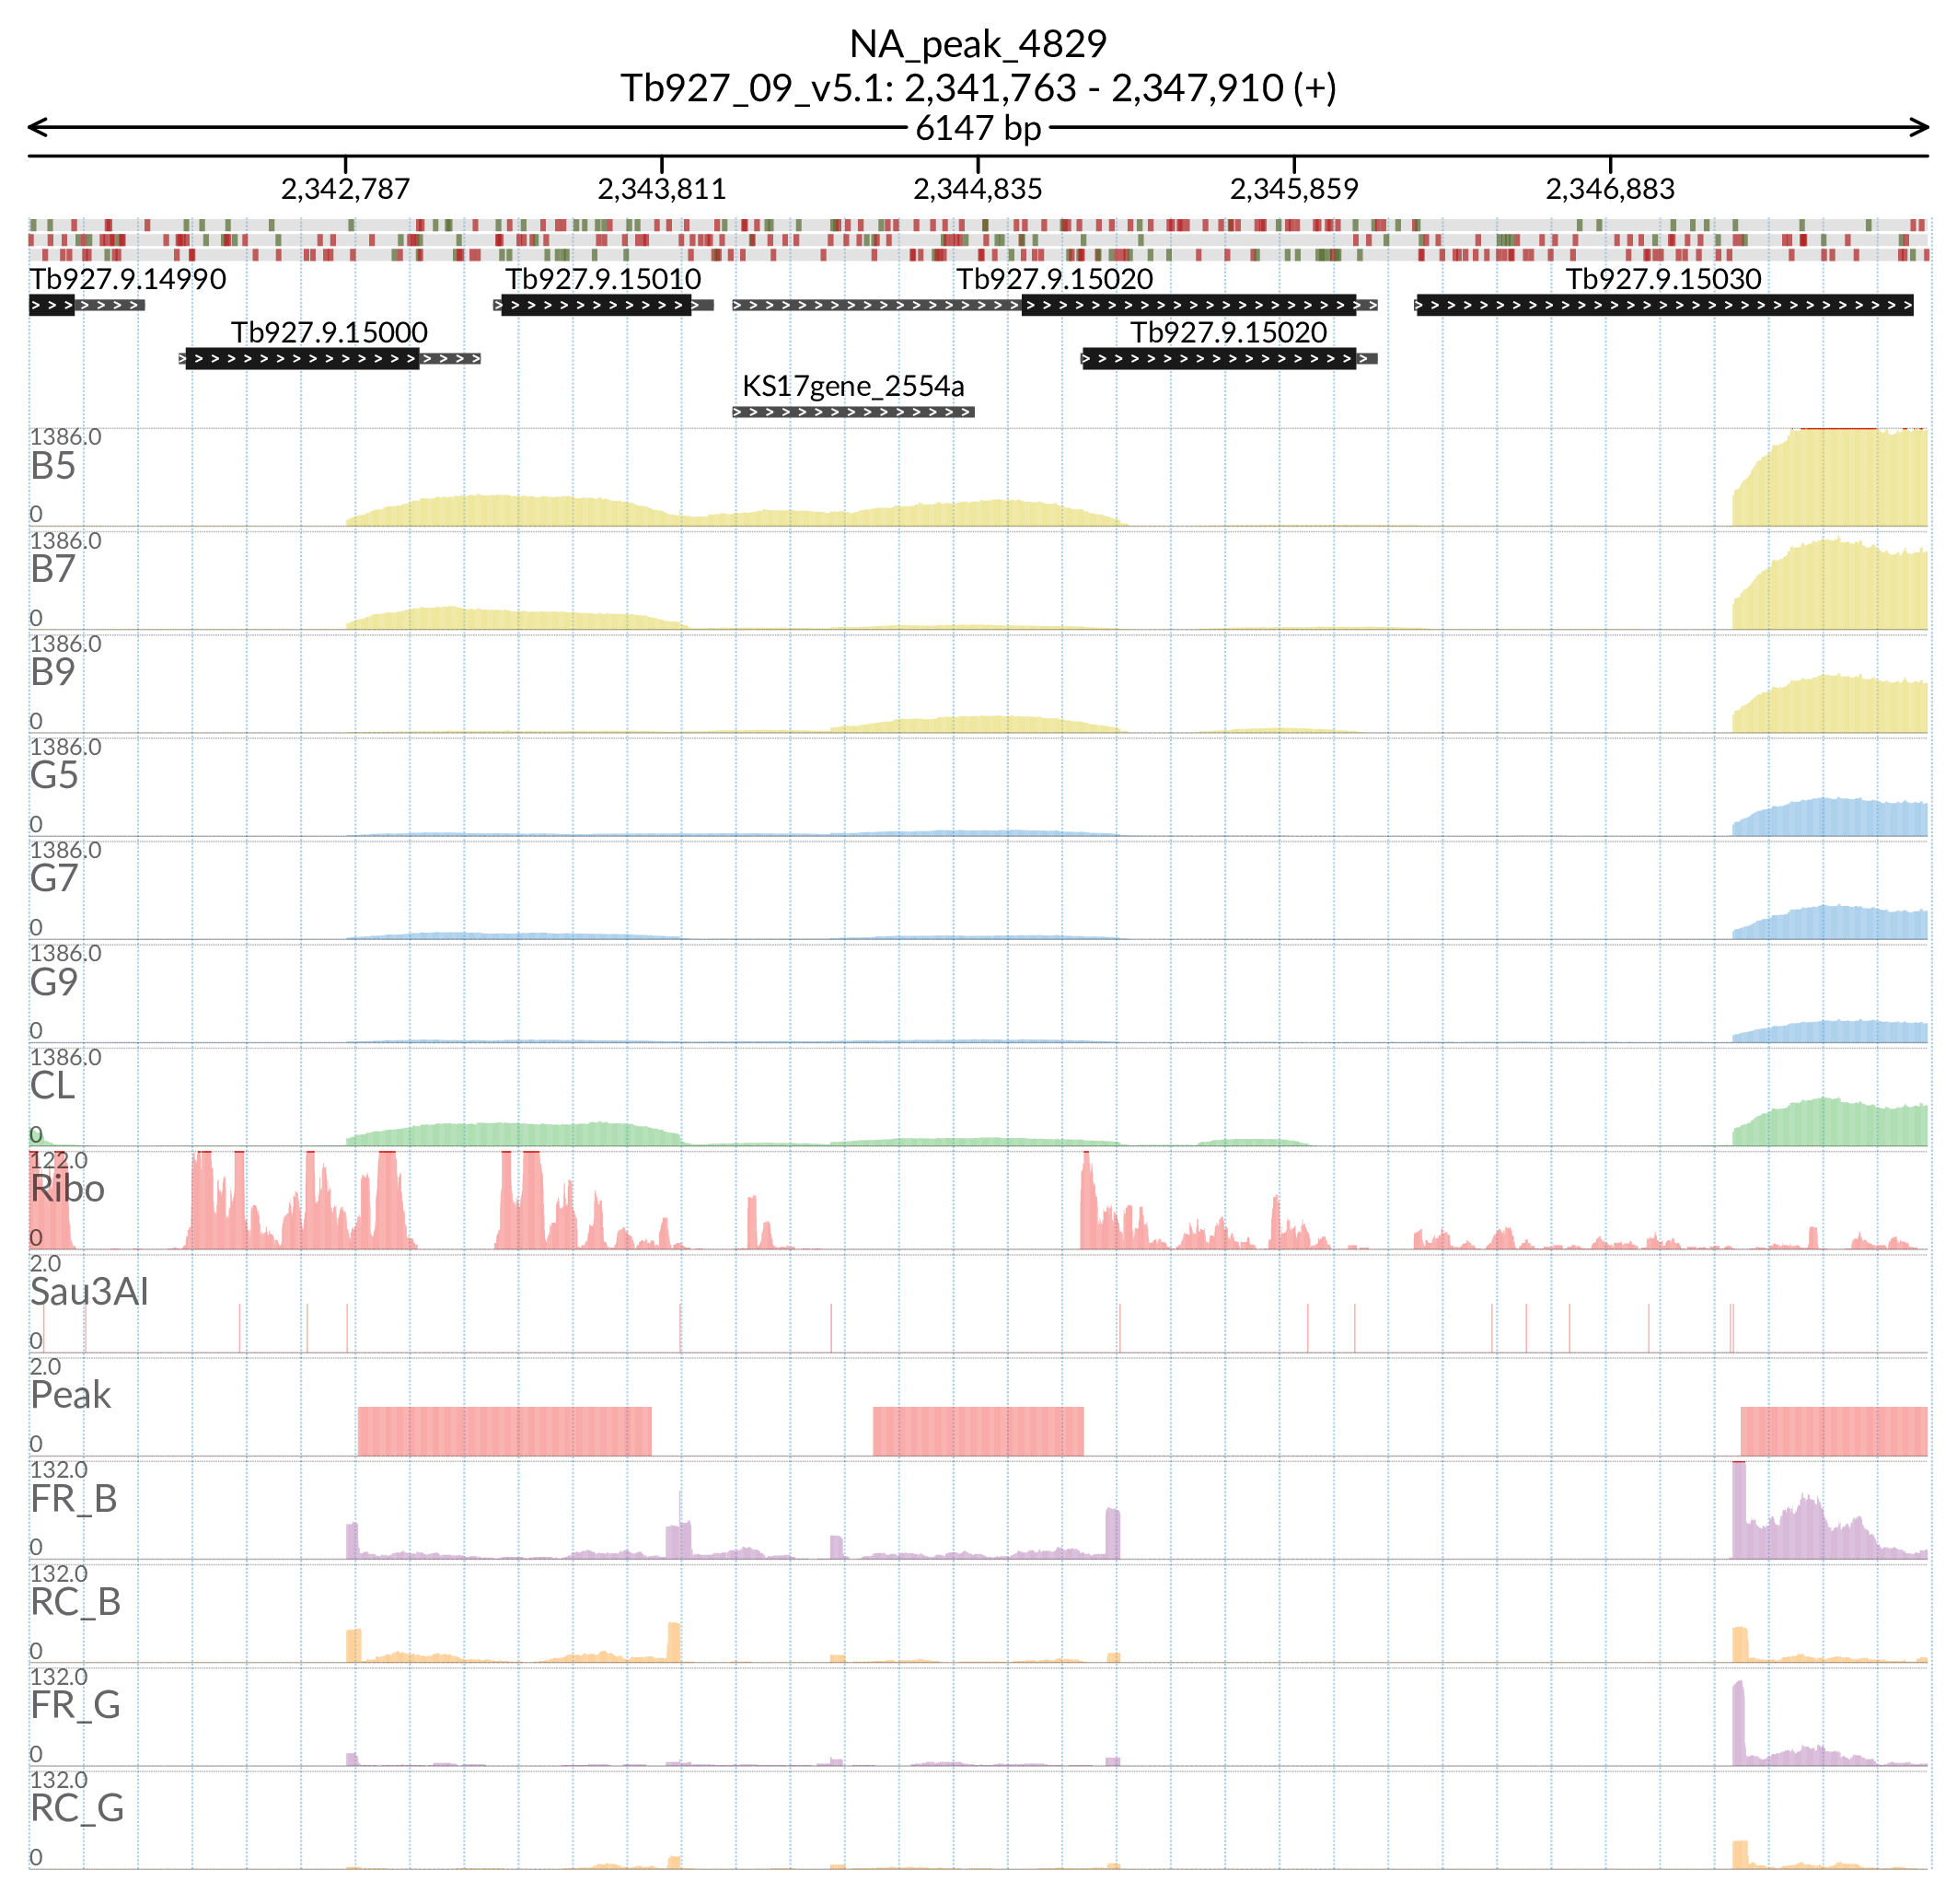 NA_peak_4829
Tb927_09_v5.1: 2,341,763 - 2,347,910 (+)
6147 bp
2,342,787 2,343,811 2,344,835 2,345,859 2,346,883
Tb927.9.14990 Tb927.9.15010 Tb927.9.15020 Tb927.9.15030
Tb927.9.15000 Tb927.9.15020
KS17gene_2554a
1386.0
B5
0
1386.0
B7
0
1386.0
B9
0
1386.0
G5
0
1386.0
G7
0
1386.0
G9
0
1386.0
CL
0
122.0
Ribo
0
2.0
Sau3AI
0
2.0
Peak
0
132.0
FR_B
0
132.0
RC_B
0
132.0
FR_G
0
132.0
RC_G
0